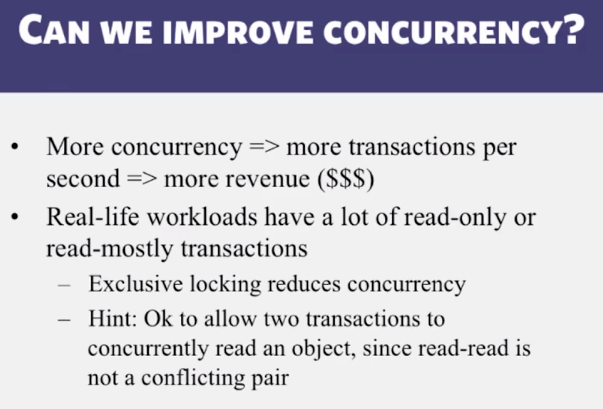 CAN WE IMPROVE CONCURRENCY?
• More concurrency => more transactions per
second => more revenue ($$$)
• Real-life workloads have a lot of read-only or
read-mostly transactions
– Exclusive locking reduces concurrency
– Hint: Ok to allow two transactions to
concurrently read an object, since read-read is
not a conflicting pair